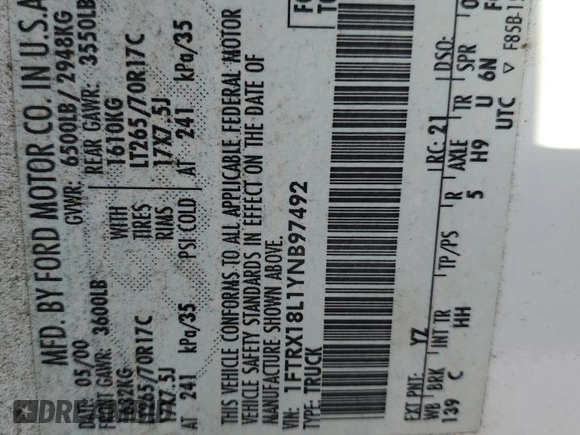 MFD. BY FORD MOTOR CO. IN U.S.A
05/00 GVWR: 6500LB / 2948KG
FRONT GAWR: 3600LB REAR GAWR: 3550LB
1632KG WITH 1610KG
LT265/70R17C TIRES LT265/70R17C
17X7.5J RIMS 17X7.5J
AT 241 kPa/35 PSI COLD AT 241 kPa/35
THIS VEHICLE CONFORMS TO ALL APPLICABLE FEDERAL MOTOR
VEHICLE SAFETY STANDARDS IN EFFECT ON THE DATE OF
MANUFACTURE SHOWN ABOVE.
VIN: 1FTRX18L1YNB97492
TYPE: TRUCK
EXT PNT: YZ RC: 21 DSO:
WB BRK INT TR TP/PS R AXLE TR SPR
139 C HH 5 H9 U 6N
UTC ▽ F85B-
DREAM